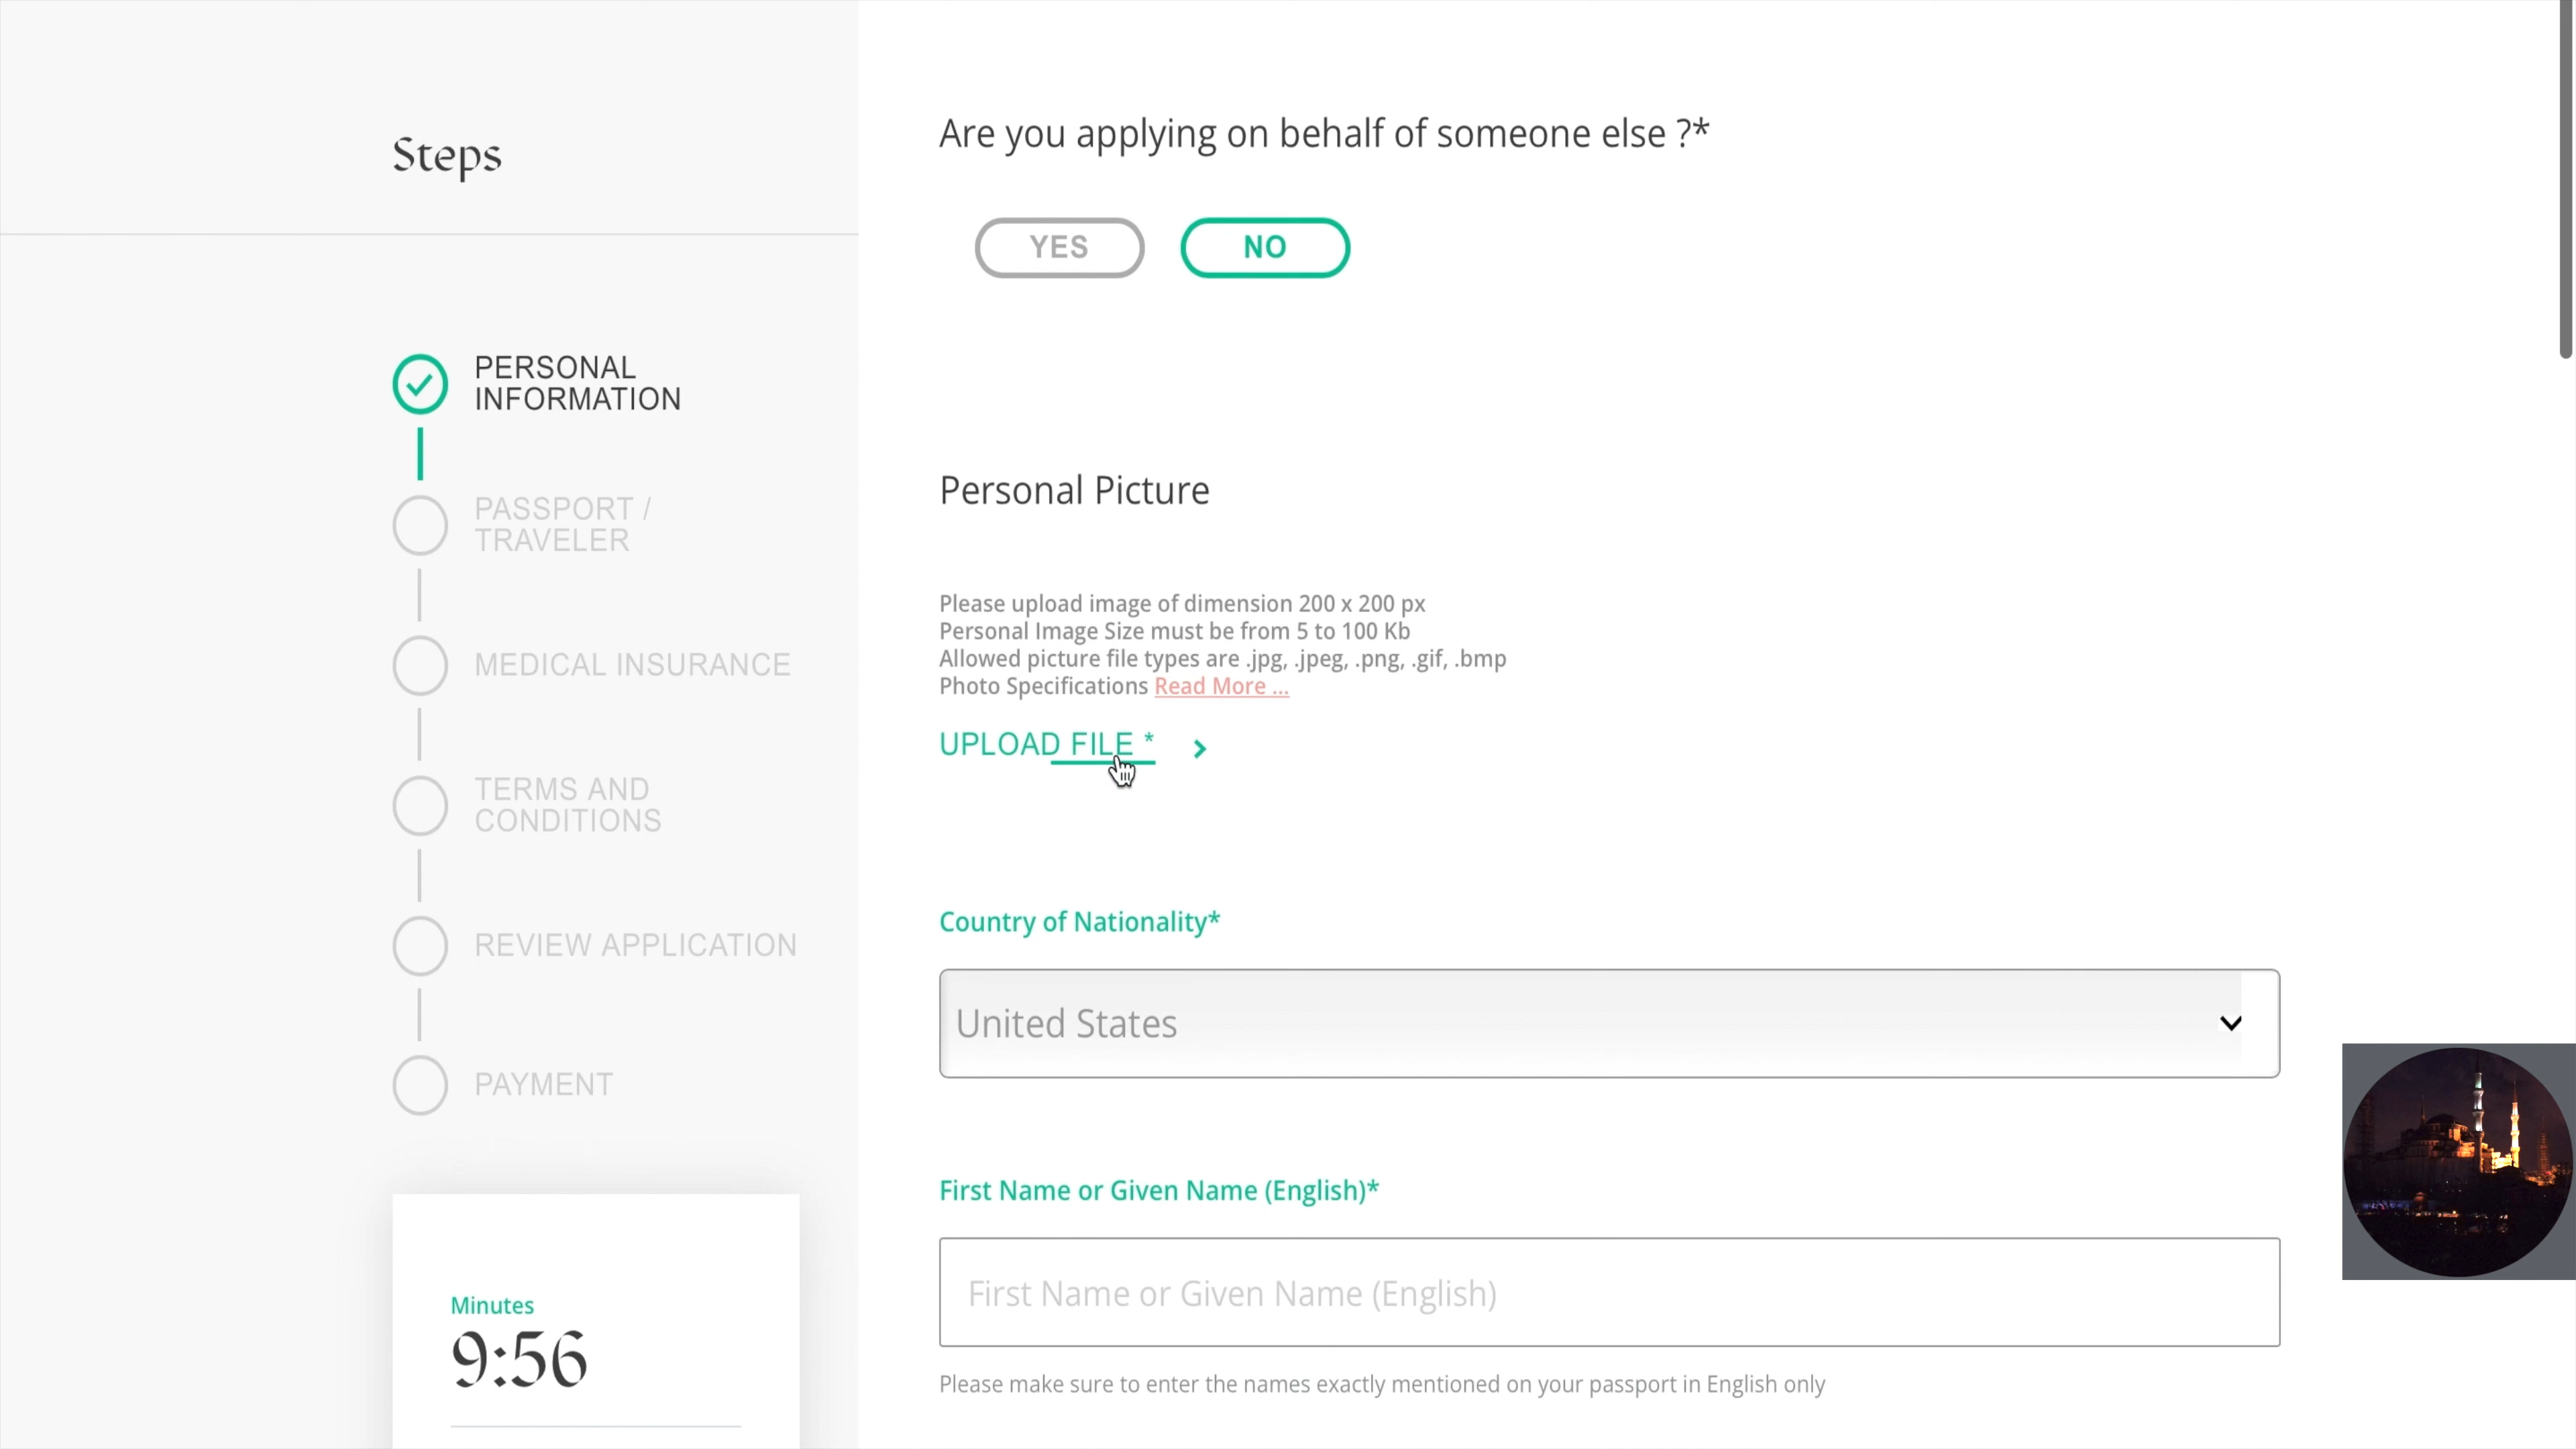 Steps
PERSONAL
INFORMATION
PASSPORT /
TRAVELER
MEDICAL INSURANCE
TERMS AND
CONDITIONS
REVIEW APPLICATION
PAYMENT
Minutes
9:56
Are you applying on behalf of someone else ?*
YES NO
Personal Picture
Please upload image of dimension 200 x 200 px
Personal Image Size must be from 5 to 100 Kb
Allowed picture file types are .jpg, .jpeg, .png, .gif, .bmp
Photo Specifications Read More ...
UPLOAD FILE *
Country of Nationality*
United States
First Name or Given Name (English)*
First Name or Given Name (English)
Please make sure to enter the names exactly mentioned on your passport in English only